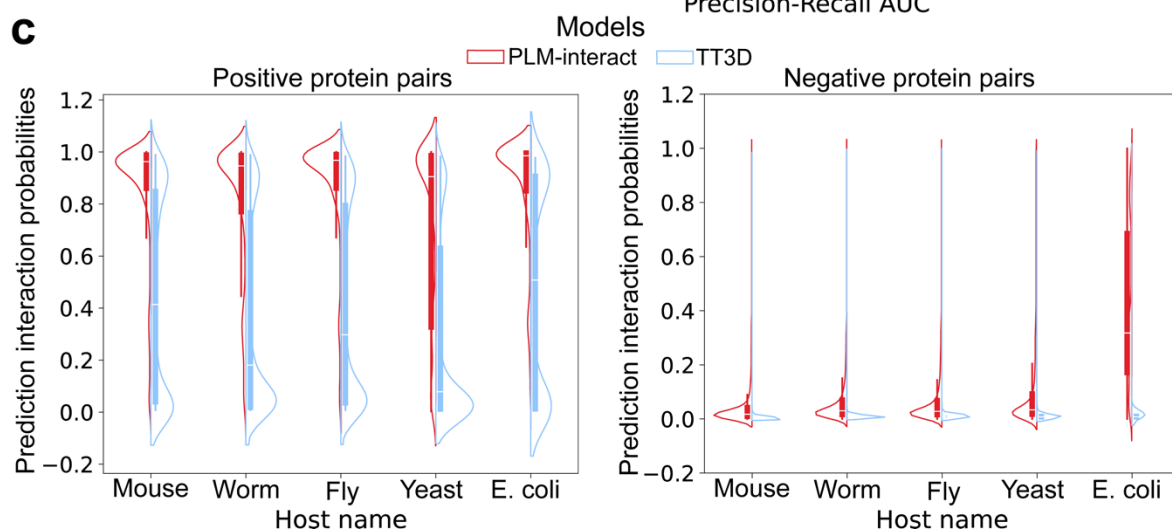 Precision-Recall AUC
c
Models
PLM-interact TT3D
Positive protein pairs
Prediction interaction probabilities
1.2
1.0
0.8
0.6
0.4
0.2
0.0
−0.2
Mouse Worm Fly Yeast E. coli
Host name
Negative protein pairs
Prediction interaction probabilities
1.2
1.0
0.8
0.6
0.4
0.2
0.0
−0.2
Mouse Worm Fly Yeast E. coli
Host name